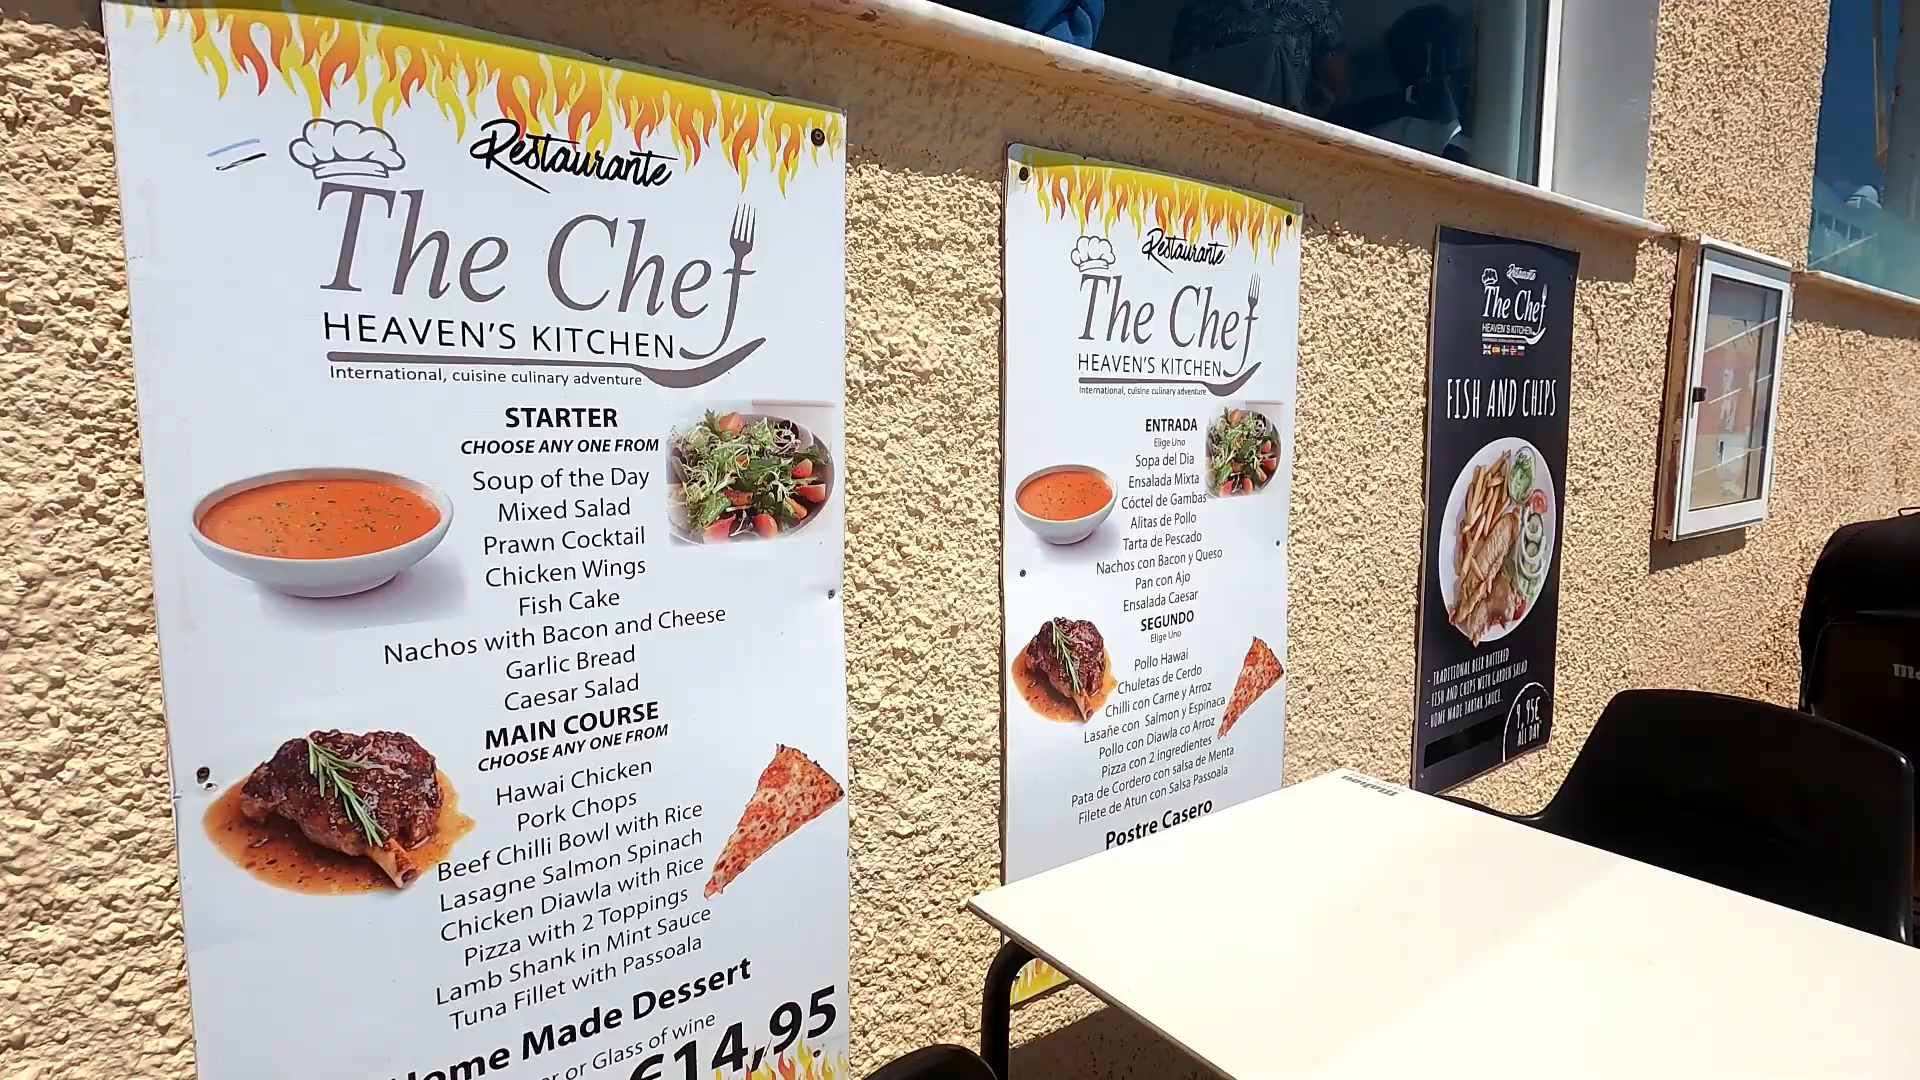 Restaurante
The Chef
HEAVEN'S KITCHEN
International, cuisine culinary adventure
STARTER
CHOOSE ANY ONE FROM
Soup of the Day
Mixed Salad
Prawn Cocktail
Chicken Wings
Fish Cake
Nachos with Bacon and Cheese
Garlic Bread
Caesar Salad
MAIN COURSE
CHOOSE ANY ONE FROM
Hawai Chicken
Pork Chops
Beef Chilli Bowl with Rice
Lasagne Salmon Spinach
Chicken Diawla with Rice
Pizza with 2 Toppings
Lamb Shank in Mint Sauce
Tuna Fillet with Passoala
Home Made Dessert
or Glass of wine
€14,95
Restaurante
The Chef
HEAVEN'S KITCHEN
International, cuisine culinary adventure
ENTRADA
Elige Uno
Sopa del Dia
Ensalada Mixta
Cóctel de Gambas
Alitas de Pollo
Tarta de Pescado
Nachos con Bacon y Queso
Pan con Ajo
Ensalada Caesar
SEGUNDO
Elige Uno
Pollo Hawai
Chuletas de Cerdo
Chilli con Carne y Arroz
Lasañe con Salmon y Espinaca
Pollo con Diawla co Arroz
Pizza con 2 ingredientes
Pata de Cordero con salsa de Menta
Filete de Atun con Salsa Passoala
Postre Casero
Restaurante
The Chef
HEAVEN'S KITCHEN
FISH AND CHIPS
- TRADITIONAL BEER BATTERED
- FISH AND CHIPS WITH GARDEN SALAD
- HOME MADE TARTAR SAUCE.
9,95€
ALL DAY